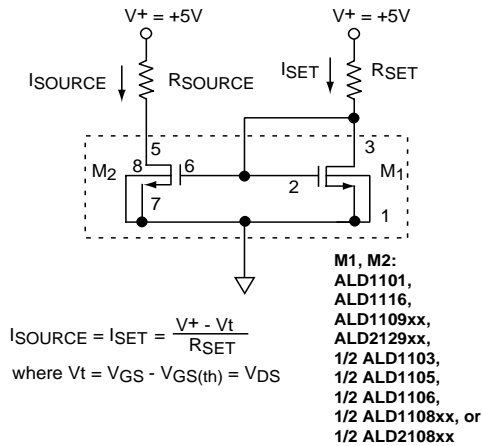 V+ = +5V
V+ = +5V
ISOURCE
RSOURCE
ISET
RSET
5
3
M2
8
6
2
M1
7
1
M1, M2:
ALD1101,
ALD1116,
ALD1109xx,
ALD2129xx,
1/2 ALD1103,
1/2 ALD1105,
1/2 ALD1106,
1/2 ALD1108xx, or
1/2 ALD2108xx
ISOURCE = ISET = V+ - Vt / RSET
where Vt = VGS - VGS(th) = VDS